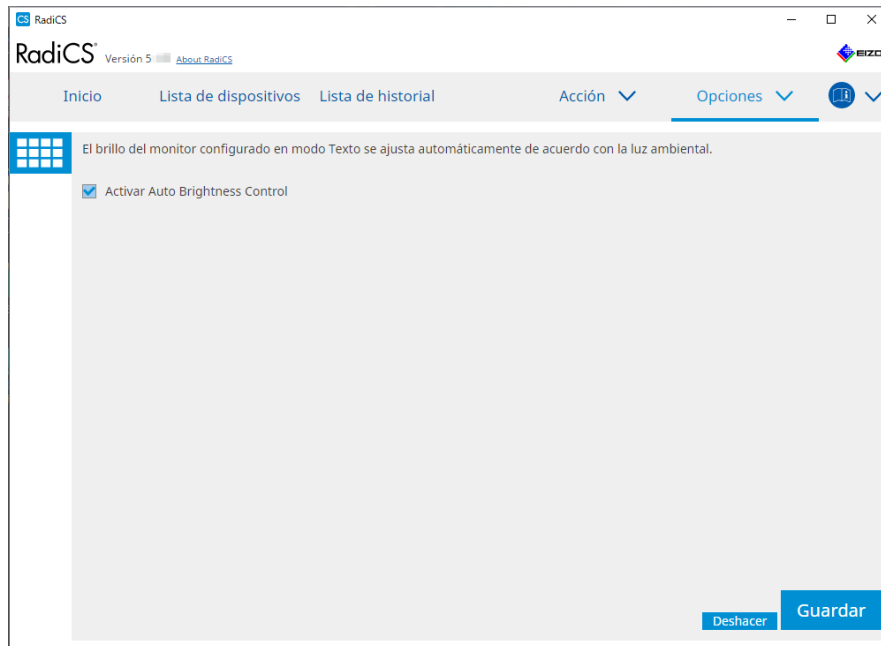 CS RadiCS
RadiCS® Versión 5 About RadiCS EIZO
Inicio Lista de dispositivos Lista de historial Acción Opciones
El brillo del monitor configurado en modo Texto se ajusta automáticamente de acuerdo con la luz ambiental.
Activar Auto Brightness Control
Deshacer Guardar